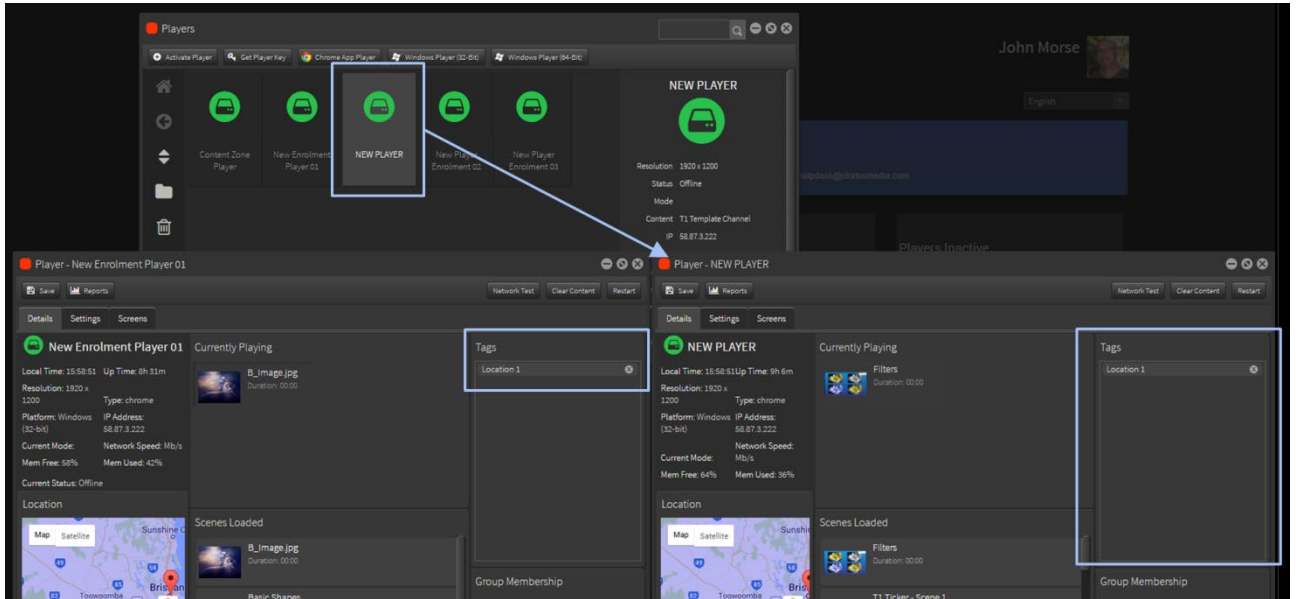 Players
John Morse
Activate Player Get Player Key Chrome App Player Windows Player (32-Bit) Windows Player (64-Bit)
English
NEW PLAYER
Content Zone
Player
New Enrolment
Player 01
NEW PLAYER
New Player
Enrolment 02
New Player
Enrolment 03
Resolution 1920 x 1200
Status Offline
Mode
Content T1 Template Channel
IP 58.87.3.222
Players Inactive
Player - New Enrolment Player 01
Save Reports Network Test Clear Content Restart
Details Settings Screens
New Enrolment Player 01
Local Time: 15:58:51 Up Time: 8h 31m
Resolution: 1920 x
1200 Type: chrome
Platform: Windows IP Address:
(32-bit) 58.87.3.222
Current Mode: Network Speed: Mb/s
Mem Free: 58% Mem Used: 42%
Current Status: Offline
Location
Map Satellite
Sunshine C
Brisban
Toowoomba
Currently Playing
B_Image.jpg
Duration: 00:00
Scenes Loaded
B_Image.jpg
Duration: 00:00
Basic Shapes
Tags
Location 1
Group Membership
Player - NEW PLAYER
Save Reports Network Test Clear Content Restart
Details Settings Screens
NEW PLAYER
Local Time: 15:58:51 Up Time: 9h 6m
Resolution: 1920 x
1200 Type: chrome
Platform: Windows IP Address:
(32-bit) 58.87.3.222
Network Speed:
Current Mode: Mb/s
Mem Free: 64% Mem Used: 36%
Location
Map Satellite
Sunshi
Bris
Toowoomba
Currently Playing
Filters
Duration: 00:00
Scenes Loaded
Filters
Duration: 00:00
T1 Ticker - Scene 1
Tags
Location 1
Group Membership